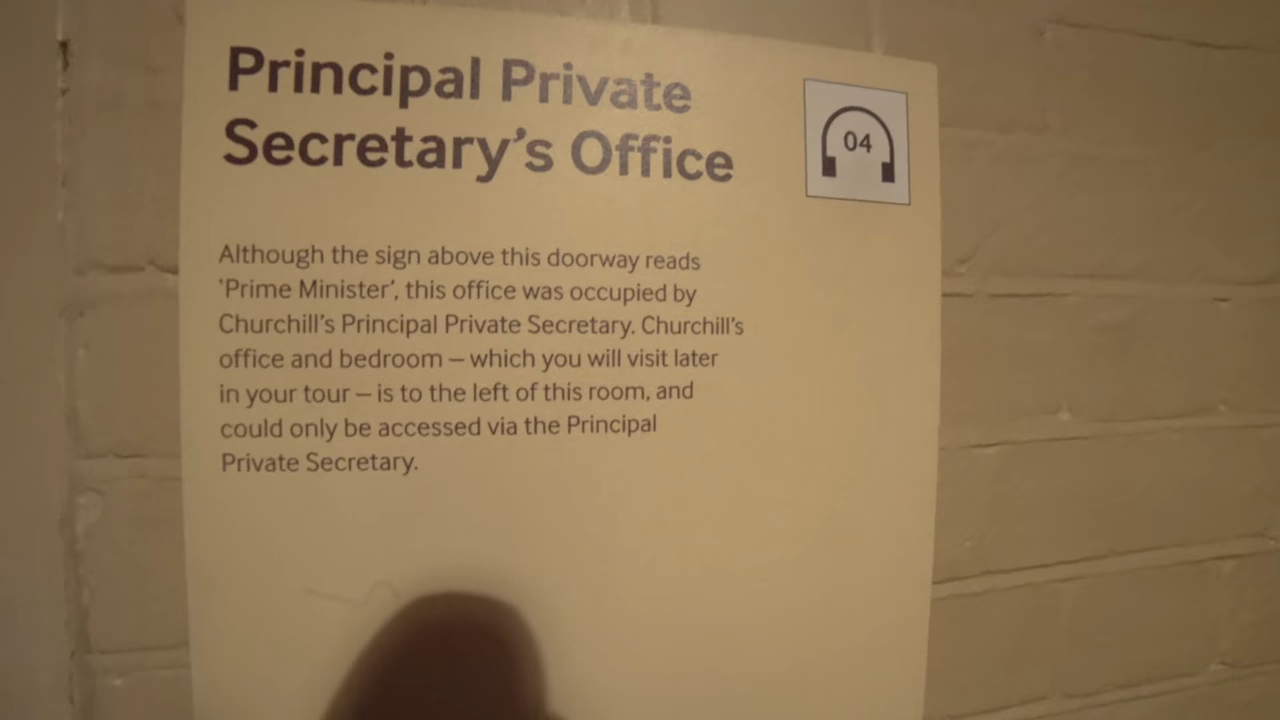 Principal Private
Secretary’s Office
04
Although the sign above this doorway reads
‘Prime Minister’, this office was occupied by
Churchill’s Principal Private Secretary. Churchill’s
office and bedroom – which you will visit later
in your tour – is to the left of this room, and
could only be accessed via the Principal
Private Secretary.